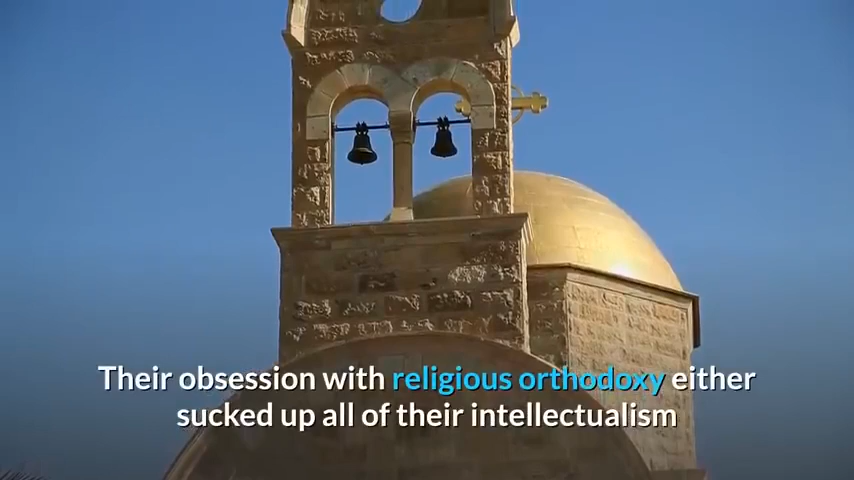 Their obsession with religious orthodoxy either
sucked up all of their intellectualism